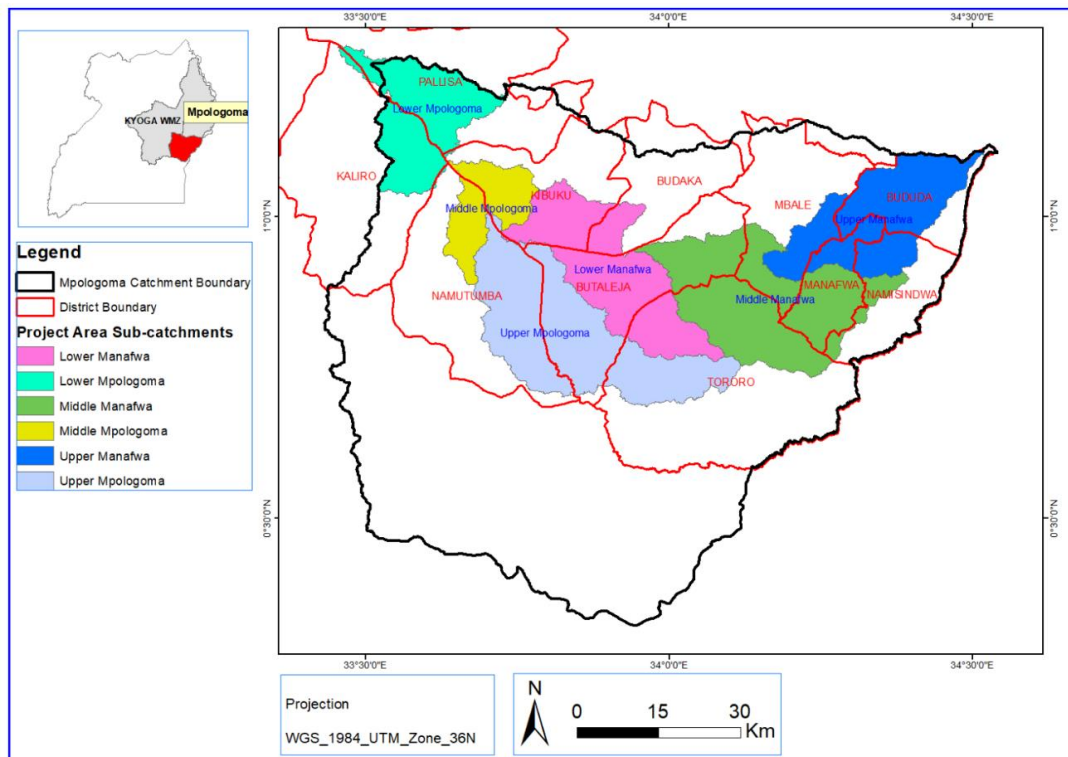 KYOGA WMZ
Mpologoma
Legend
Mpologoma Catchment Boundary
District Boundary
Project Area Sub-catchments
Lower Manafwa
Lower Mpologoma
Middle Manafwa
Middle Mpologoma
Upper Manafwa
Upper Mpologoma
33°30'0"E
34°0'0"E
34°30'0"E
1°0'0"N
0°30'0"N
1°0'0"N
0°30'0"N
PALLISA
Lower Mpologoma
KALIRO
BUDAKA
KIBUKU
Middle Mpologoma
MBALE
BUDUDA
Upper Manafwa
Lower Manafwa
BUTALEJA
NAMUTUMBA
MANAFWA
NAMISINDWA
Middle Manafwa
Upper Mpologoma
TORORO
33°30'0"E
34°0'0"E
34°30'0"E
Projection
WGS_1984_UTM_Zone_36N
N
0 15 30
Km